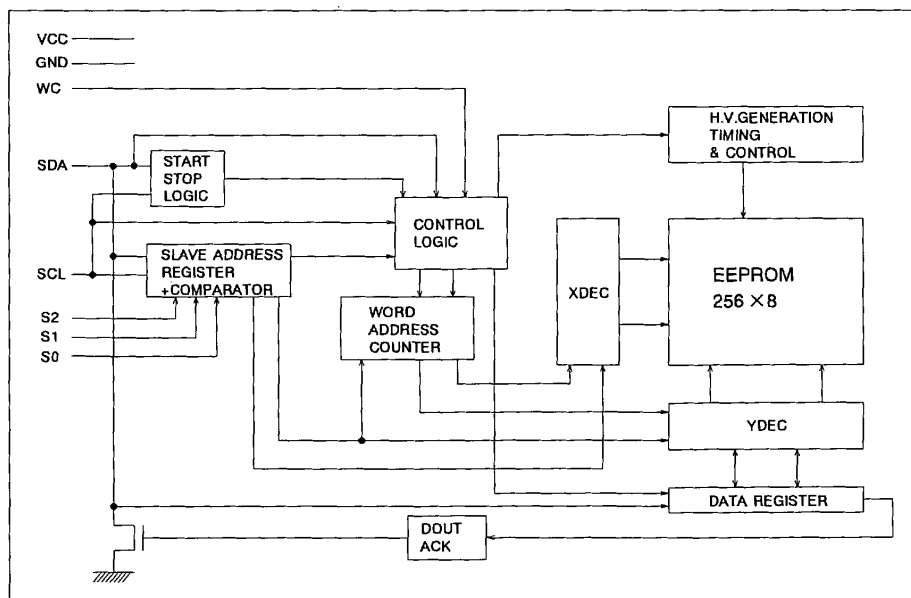 VCC
GND
WC
SDA
SCL
S2
S1
S0
START
STOP
LOGIC
SLAVE ADDRESS
REGISTER
+COMPARATOR
CONTROL
LOGIC
WORD
ADDRESS
COUNTER
H.V.GENERATION
TIMING
& CONTROL
XDEC
EEPROM
256 × 8
YDEC
DATA REGISTER
DOUT
ACK